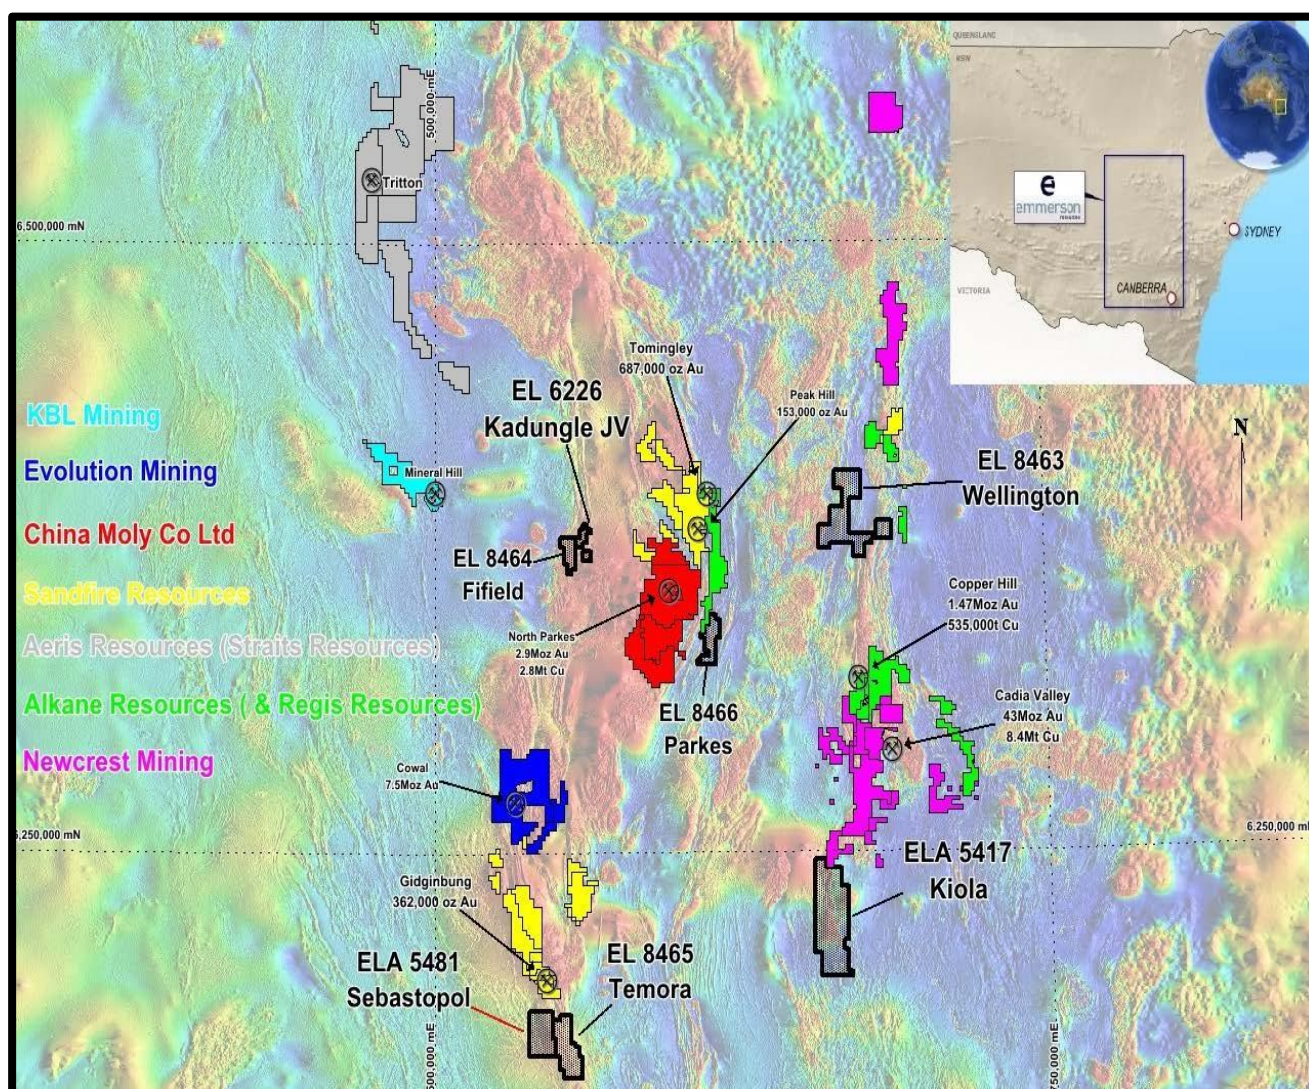 QUEENSLAND
NSW
500,000 mE
Tritton
e
emmerson
SYDNEY
6,500,000 mN
VICTORIA
CANBERRA
Tomingley
687,000 oz Au
EL 6226
Kadungle JV
Peak Hill
153,000 oz Au
KBL Mining
N
Evolution Mining
Mineral Hill
EL 8463
Wellington
China Moly Co Ltd
EL 8464
Fifield
Sandfire Resources
Copper Hill
1.47Moz Au
535,000t Cu
North Parkes
2.9Moz Au
2.8Mt Cu
Aeris Resources (Straits Resources)
Alkane Resources ( & Regis Resources)
EL 8466
Parkes
Cadia Valley
43Moz Au
8.4Mt Cu
Newcrest Mining
Cowal
7.5Moz Au
6,250,000 mN
6,250,000 mN
ELA 5417
Kiola
Gidginbung
362,000 oz Au
ELA 5481
Sebastopol
EL 8465
Temora
500,000 mE
750,000 mE